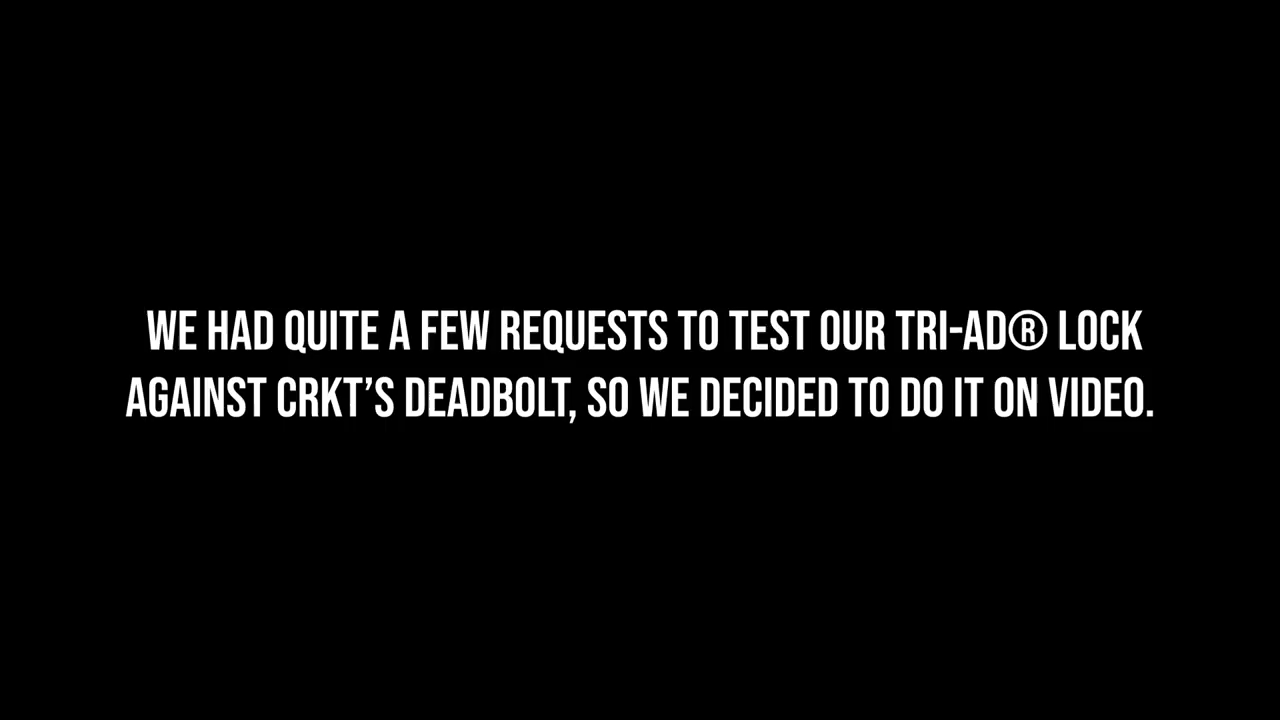 WE HAD QUITE A FEW REQUESTS TO TEST OUR TRI-AD® LOCK
AGAINST CRKT’S DEADBOLT, SO WE DECIDED TO DO IT ON VIDEO.